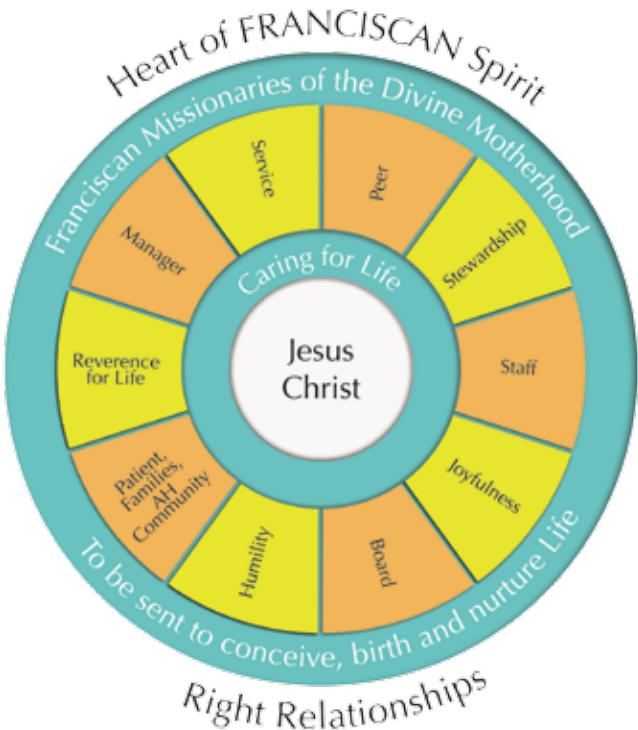 Heart of FRANCISCAN Spirit
Franciscan Missionaries of the Divine Motherhood
Service
Peer
Manager
Stewardship
Caring for Life
Reverence
for Life
Jesus
Christ
Staff
Patient,
Families,
AH
Community
Joyfulness
Humility
Board
To be sent to conceive, birth and nurture Life
Right Relationships